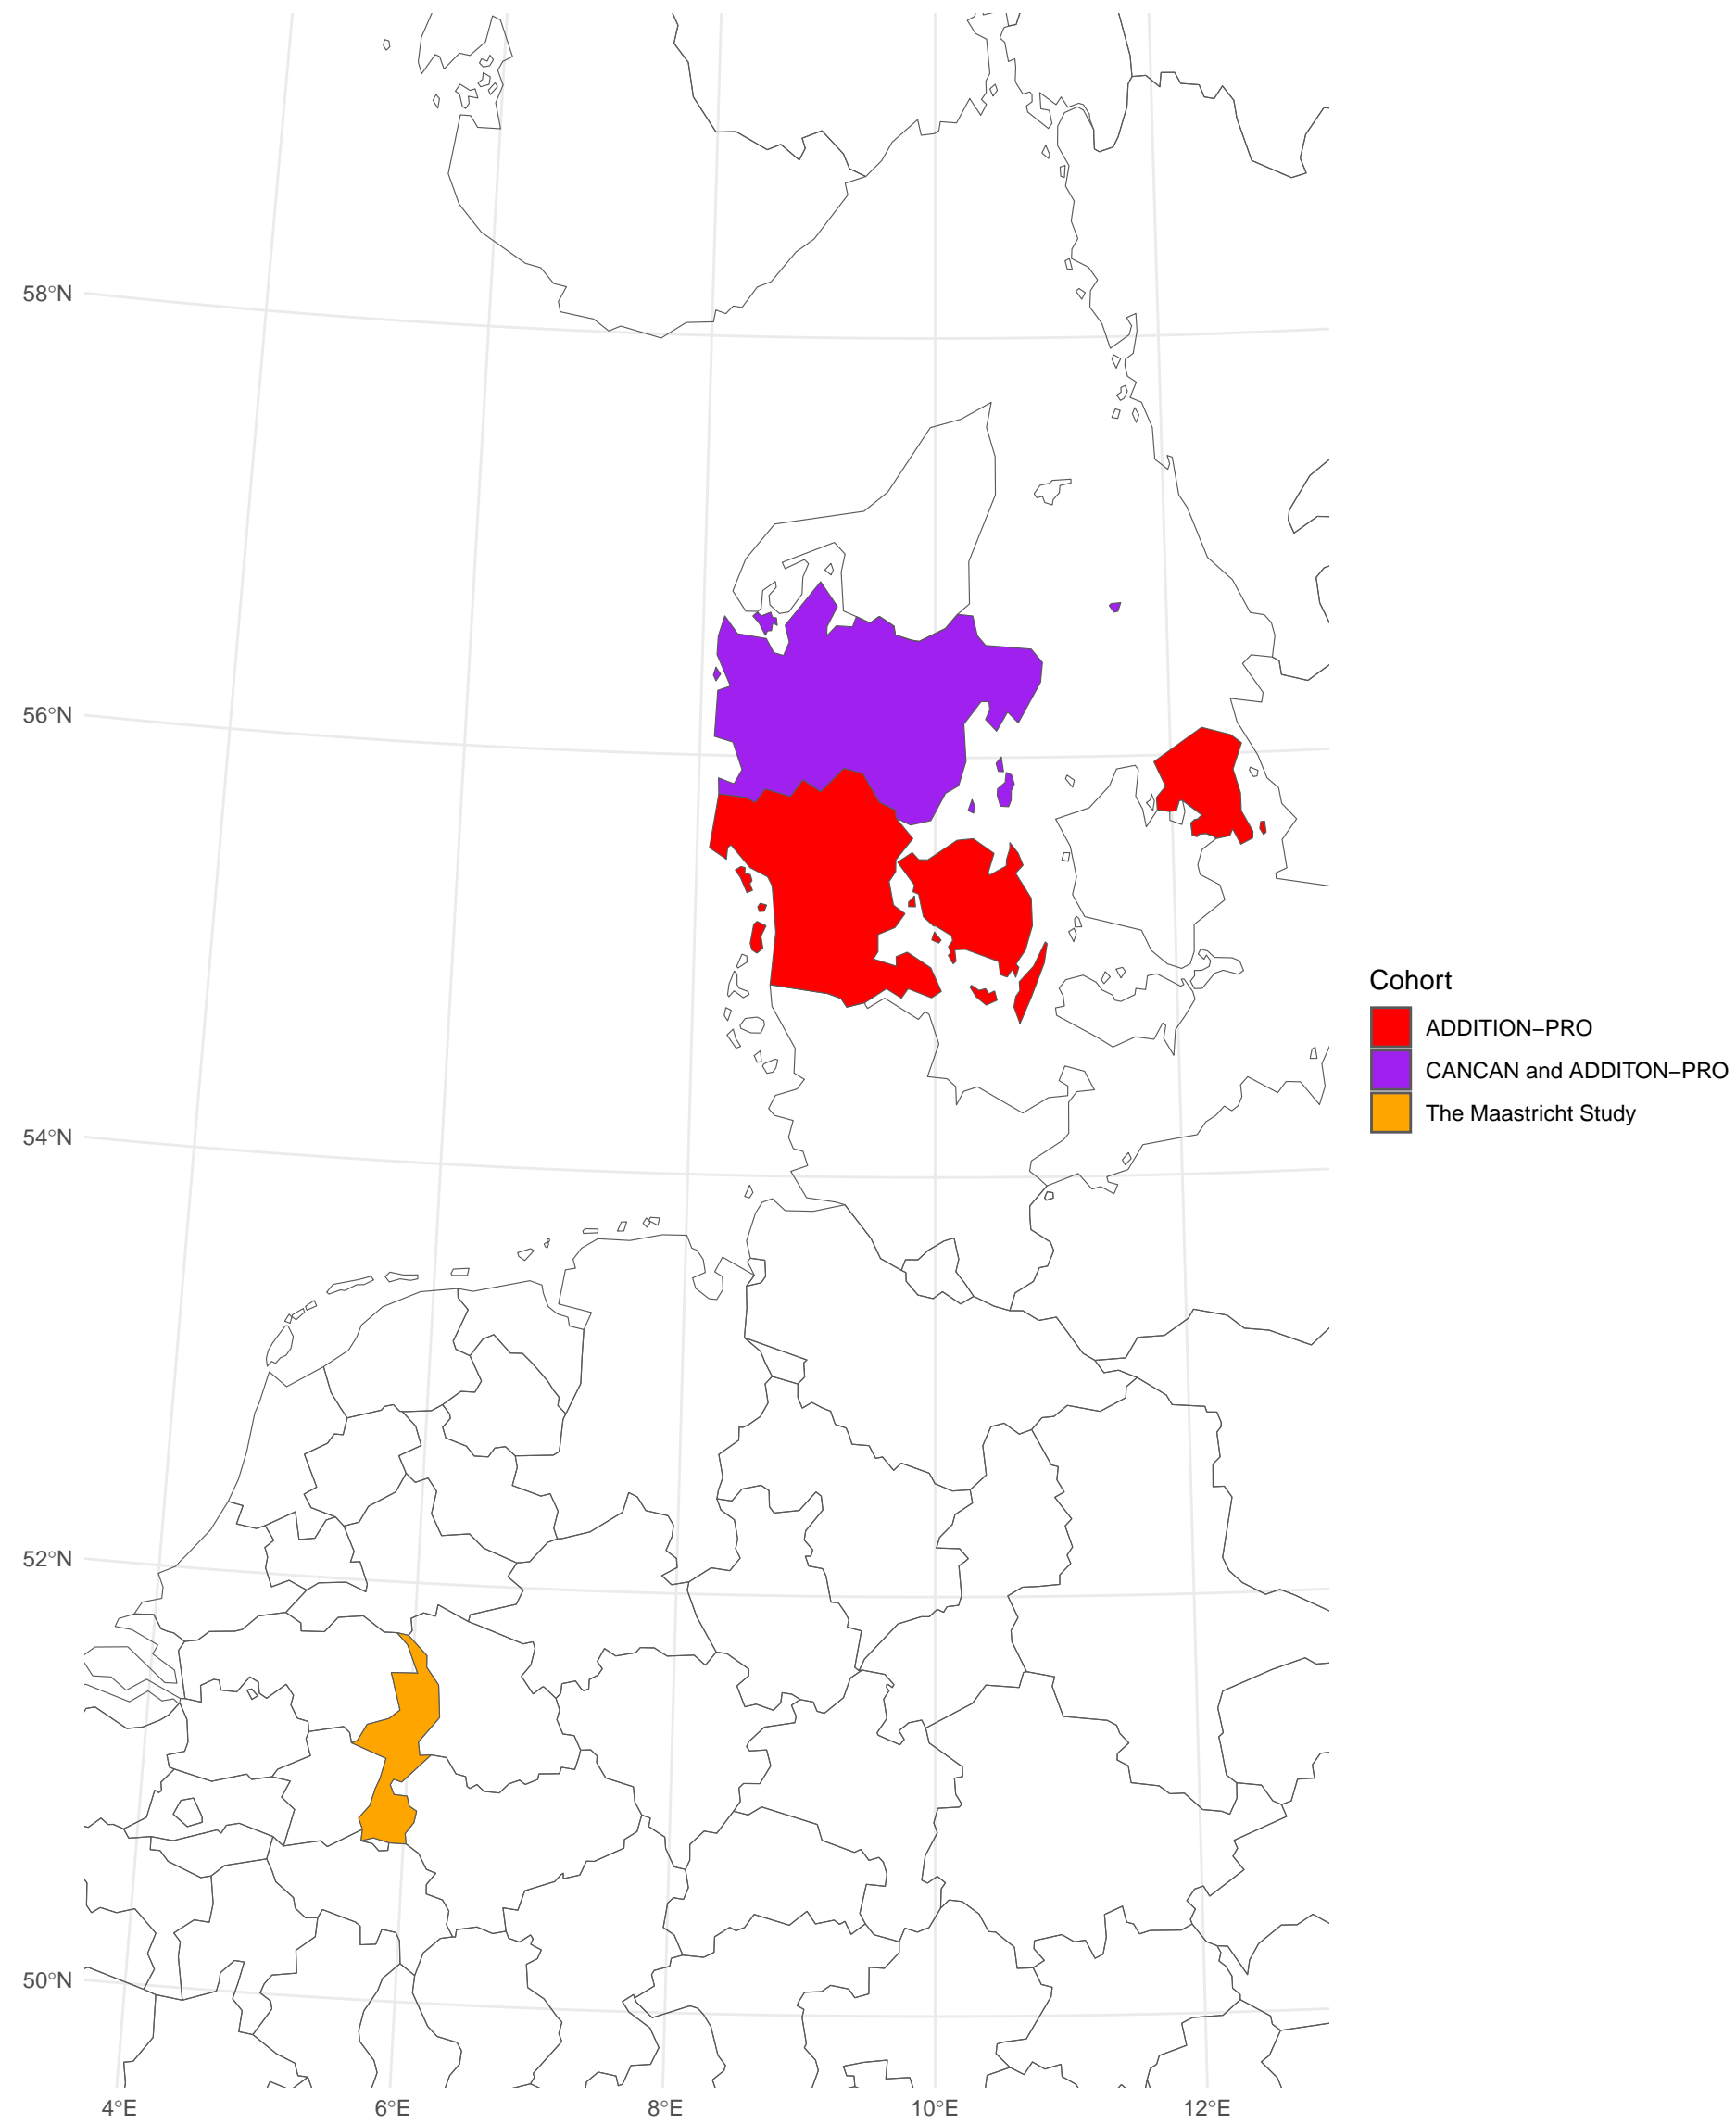 58°N
56°N
54°N
52°N
50°N
4°E
6°E
8°E
10°E
12°E
Cohort
ADDITION−PRO
CANCAN and ADDITON−PRO
The Maastricht Study